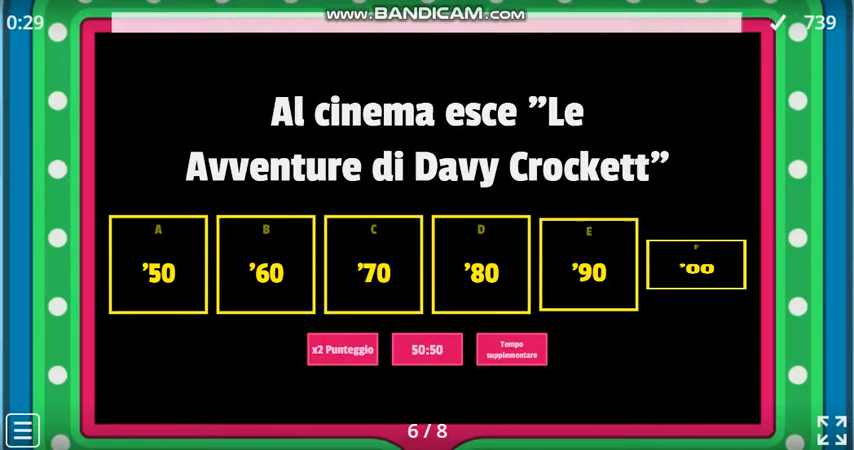 www.BANDICAM.com
0:29
739
Al cinema esce ”Le
Avventure di Davy Crockett”
A
B
C
D
E
F
’50
’60
’70
’80
’90
’00
x2 Punteggio
50:50
Tempo
supplementare
6 / 8